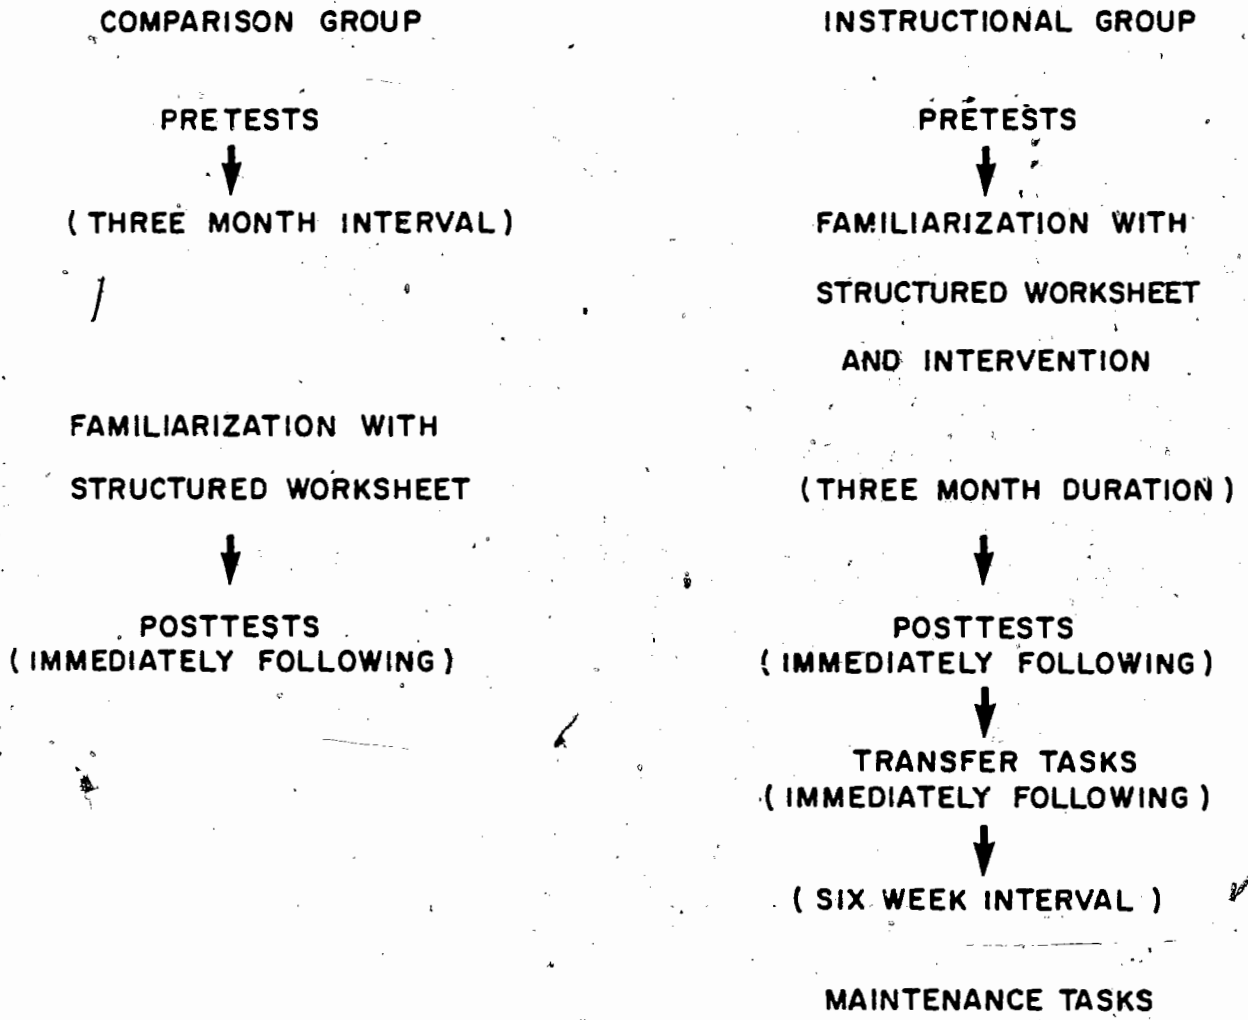 COMPARISON GROUP
PRETESTS
(THREE MONTH INTERVAL)
FAMILIARIZATION WITH
STRUCTURED WORKSHEET
POSTTESTS
(IMMEDIATELY FOLLOWING)
INSTRUCTIONAL GROUP
PRETESTS
FAMILIARIZATION WITH
STRUCTURED WORKSHEET
AND INTERVENTION
(THREE MONTH DURATION)
POSTTESTS
(IMMEDIATELY FOLLOWING)
TRANSFER TASKS
(IMMEDIATELY FOLLOWING)
(SIX WEEK INTERVAL)
MAINTENANCE TASKS